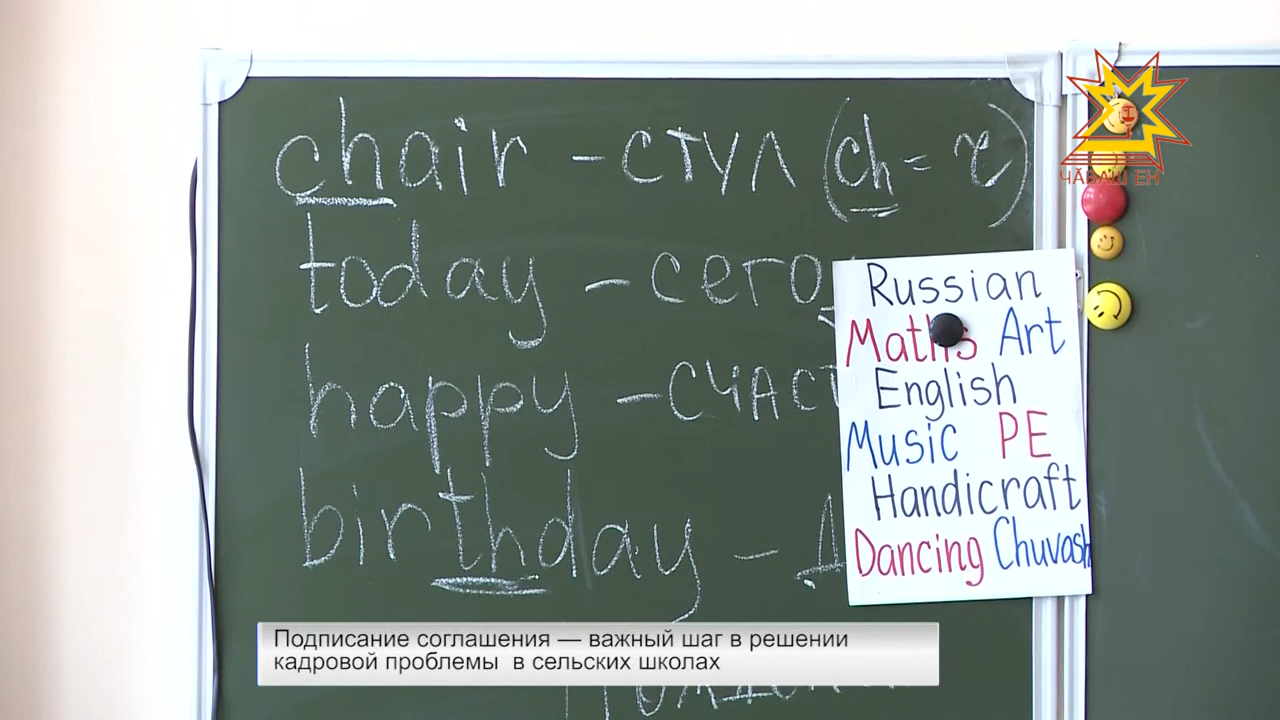 chair – стул (ch = ч)
today – сего
happy – счаст
birthday – д
Russian
Maths Art
English
Music PE
Handicraft
Dancing Chuvash
ЧӐВАШ ЕН
Подписание соглашения — важный шаг в решении
кадровой проблемы в сельских школах